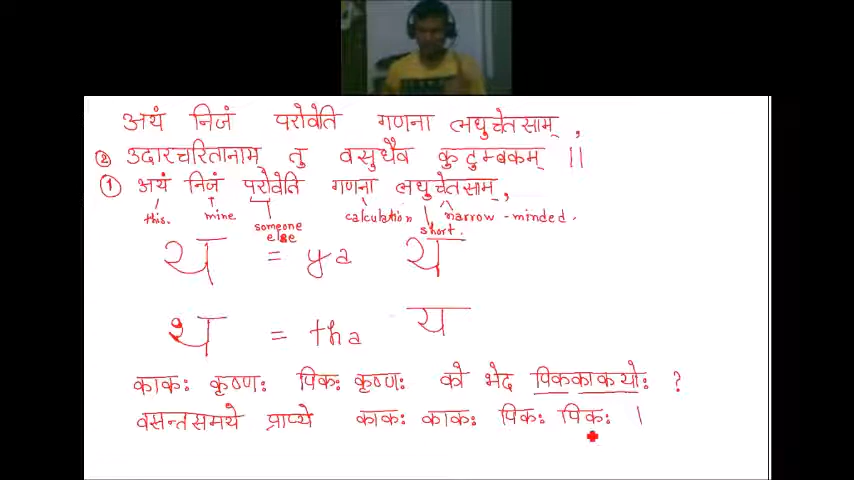 अयं निजं परोवेति गणना लघुचेतसाम्,
② उदारचरितानाम् तु वसुधैव कुटुम्बकम् ||
① अयं निजं परोवेति गणना लघुचेतसाम्,
this. mine someone else calculation short. narrow-minded.
य = ya य
थ = tha य
काकः कृष्णः पिकः कृष्णः को भेद पिककाकयोः ?
वसन्तसमये प्राप्ये काकः काकः पिकः पिकः |